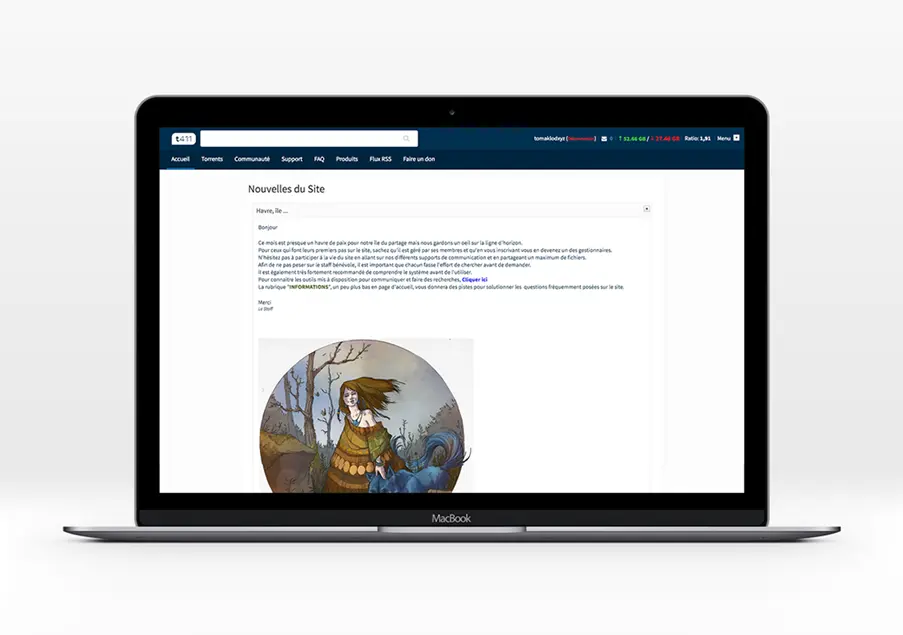 t411
tomaklodxyz ( ) 0 ↑ 52.66 GB / ↓ 27.46 GB Ratio: 1,91 Menu
Accueil Torrents Communauté Support FAQ Produits Flux RSS Faire un don
Nouvelles du Site
Havre, île ...
Bonjour
Ce mois est presque un havre de paix pour notre île du partage mais nous gardons un oeil sur la ligne d'horizon.
Pour ceux qui font leurs premiers pas sur le site, sachez qu'il est géré par ses membres et qu'en vous inscrivant vous en devenez un des gestionnaires.
N'hésitez pas à participer à la vie du site en allant sur nos différents supports de communication et en partageant un maximum de fichiers.
Afin de ne pas peser sur le staff bénévole, il est important que chacun fasse l'effort de chercher avant de demander.
Il est également très fortement recommandé de comprendre le système avant de l'utiliser.
Pour connaitre les outils mis à disposition pour communiquer et faire des recherches, Cliquer ici
La rubrique "INFORMATIONS", un peu plus bas en page d'accueil, vous donnera des pistes pour solutionner les questions fréquemment posées sur le site.
Merci
Le Staff
MacBook